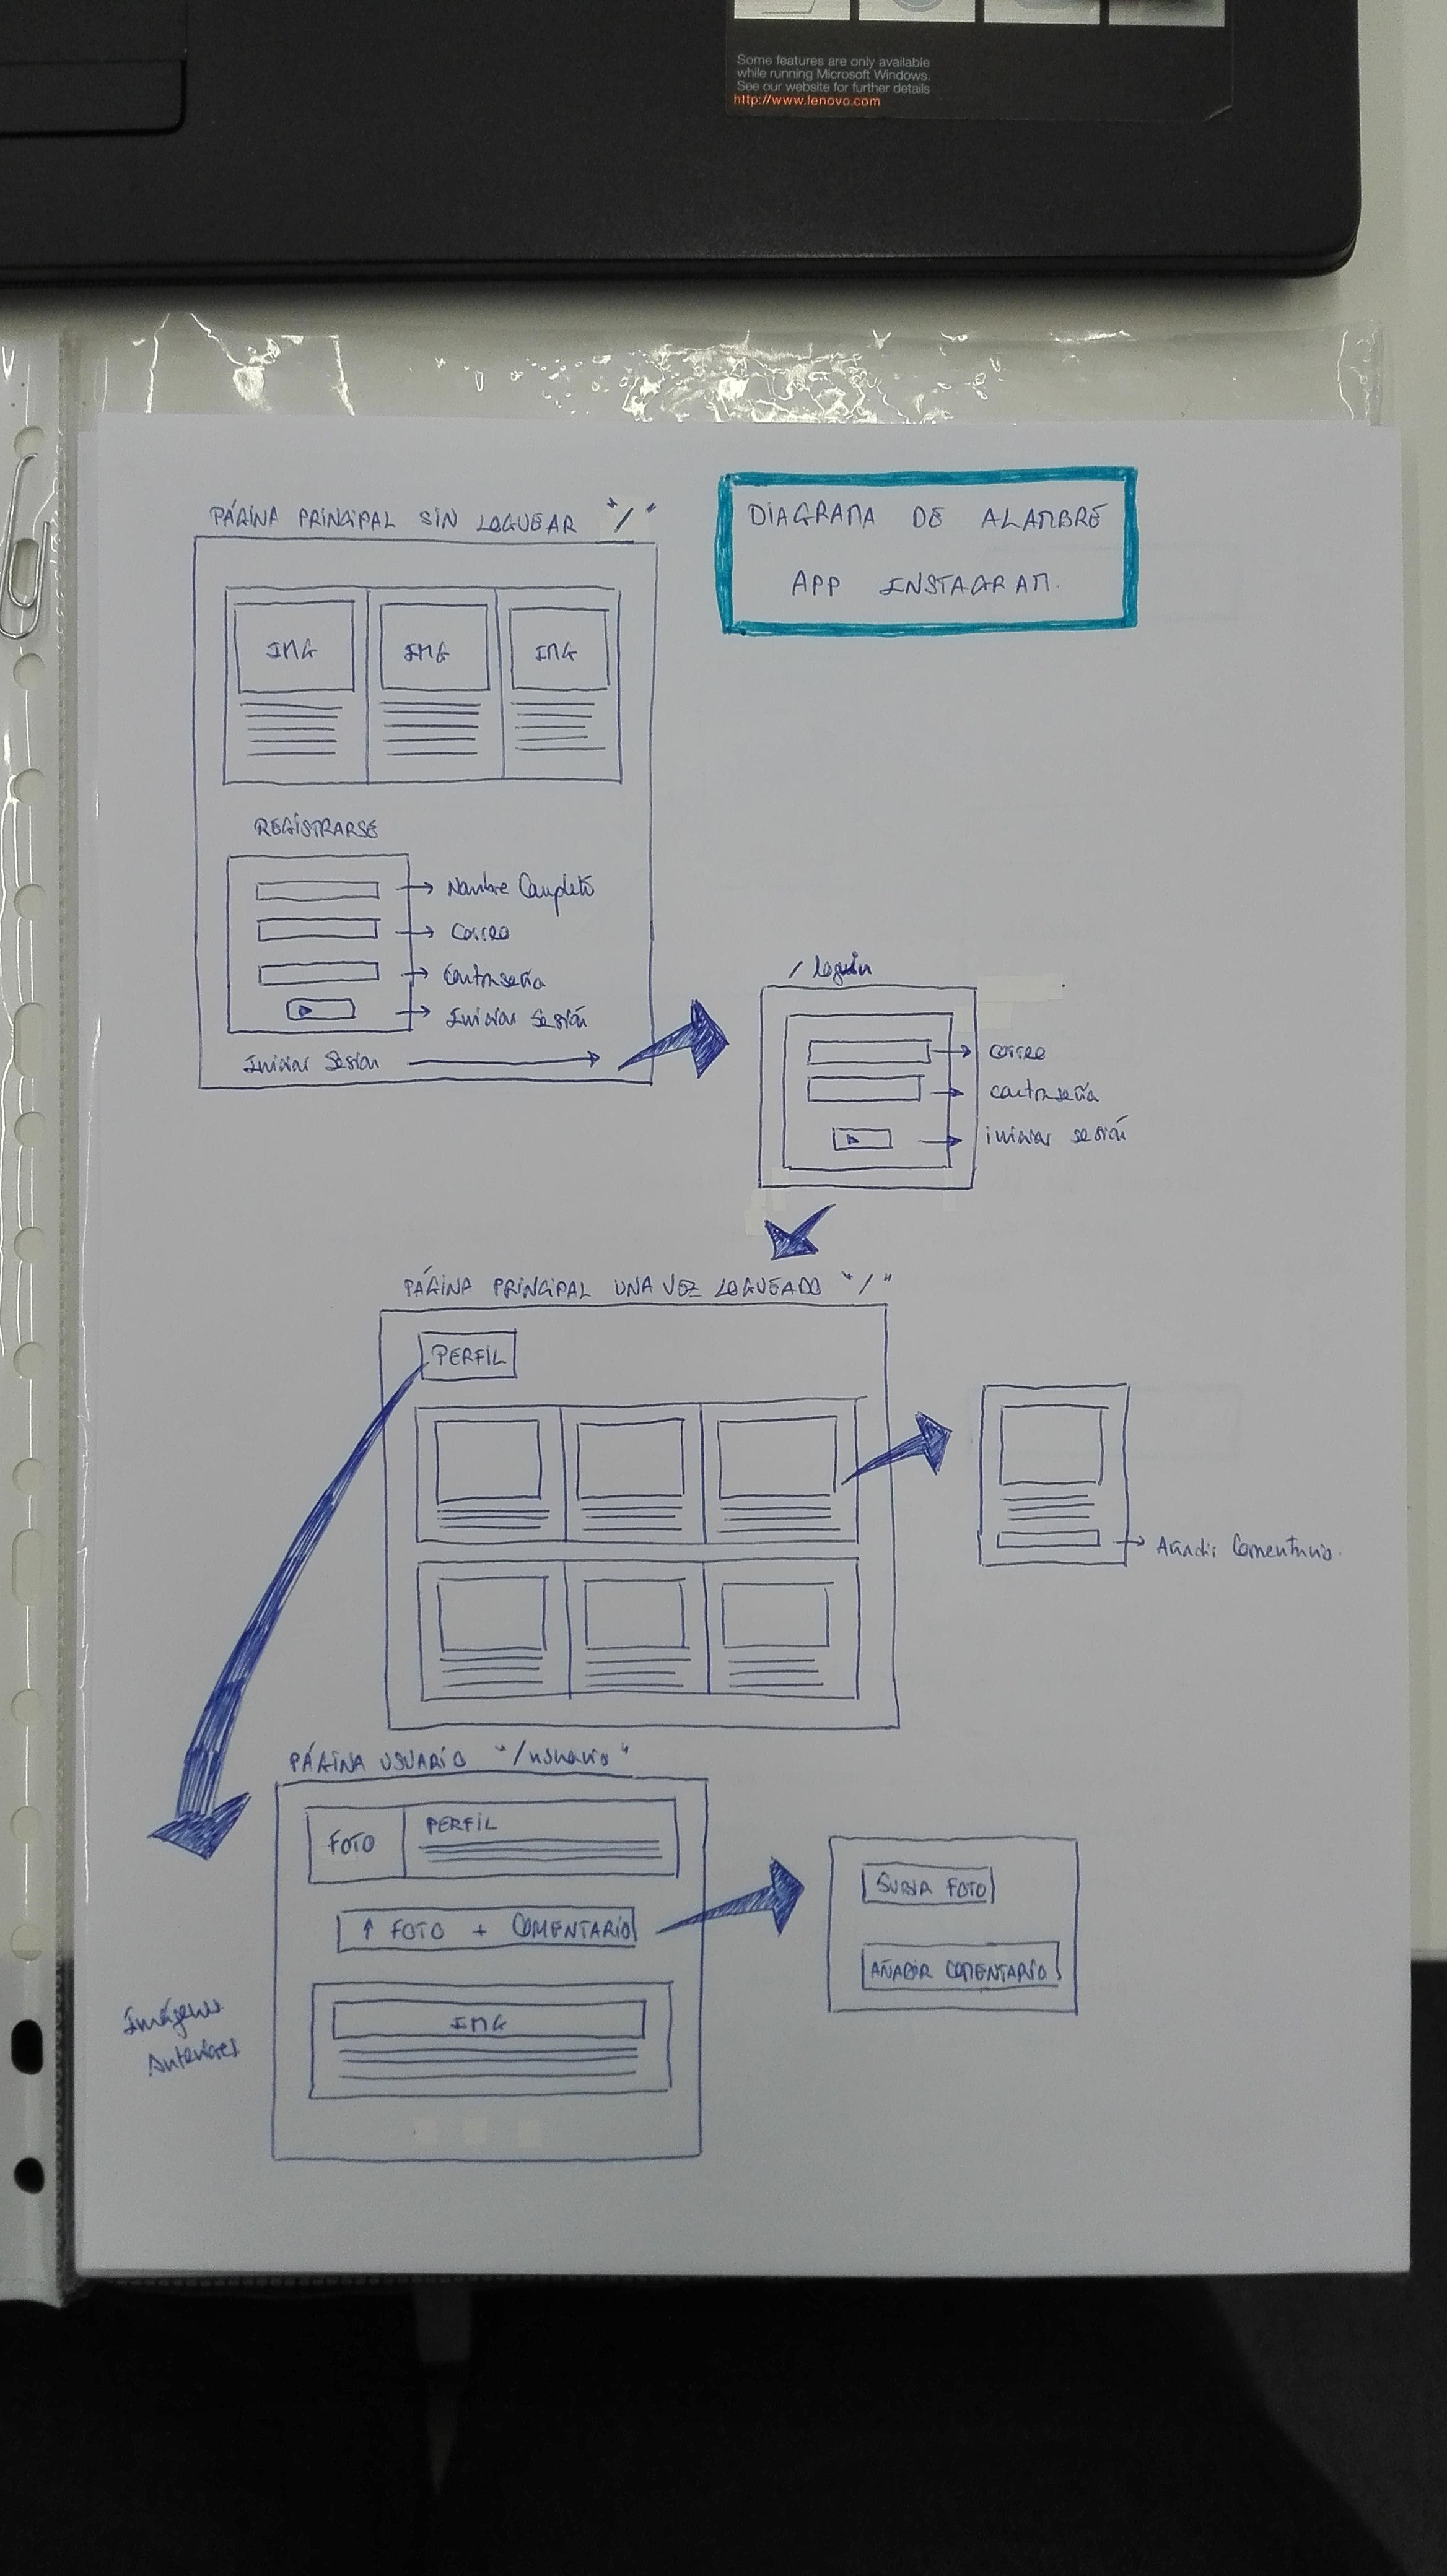 Some features are only available
while running Microsoft Windows.
See our website for further details
http://www.lenovo.com
DIAGRAMA DE ALAMBRE
APP INSTAGRAM.
PÁGINA PRINCIPAL SIN LOGUEAR "/"
IMG IMG IMG
REGISTRARSE
Nombre Completo
Correo
Contraseña
Iniciar Sesión
Iniciar Sesión
/login
correo
contraseña
iniciar sesión
PÁGINA PRINCIPAL UNA VEZ LOGUEADO "/"
PERFIL
Añadir Comentario.
PÁGINA USUARIO "/usuario"
FOTO
PERFIL
↑ FOTO + COMENTARIO
SUBIR FOTO
AÑADIR COMENTARIO
Imágenes
Anteriores
IMG